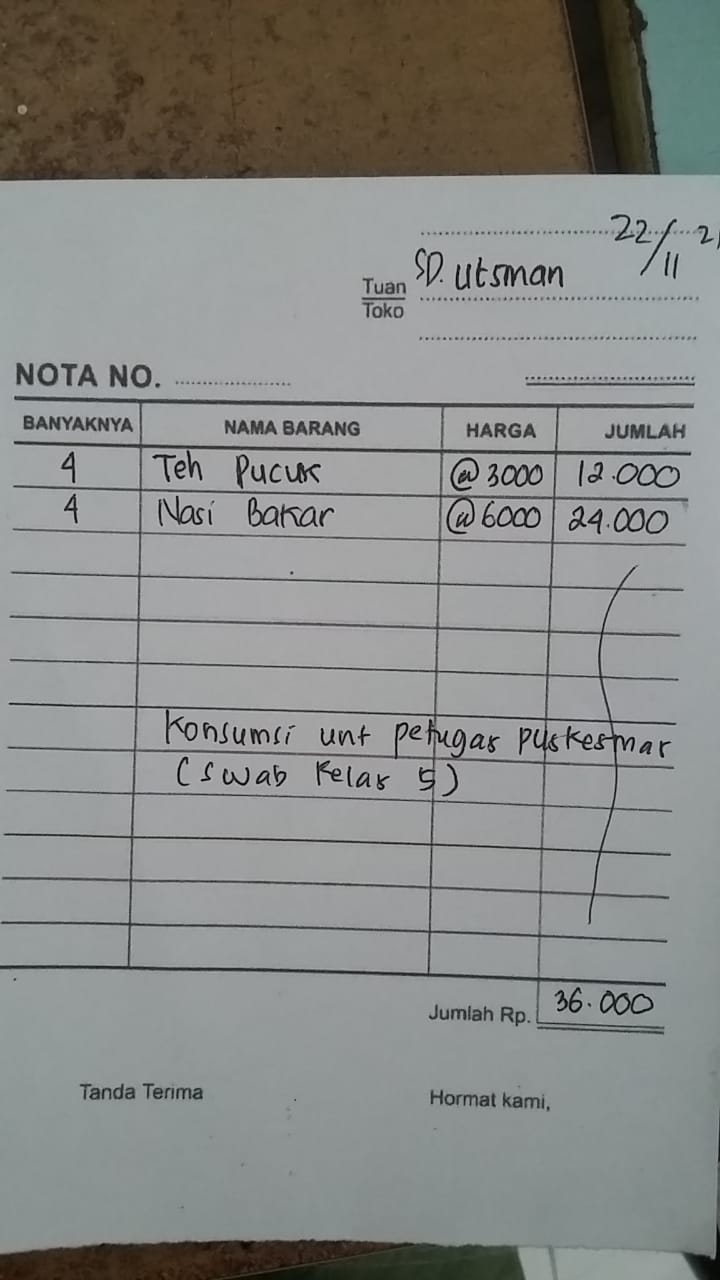 22/11 21
Tuan SD. Utsman
Toko
NOTA NO.
BANYAKNYA NAMA BARANG HARGA JUMLAH
4 Teh Pucuk @ 3000 12.000
4 Nasi Bakar @ 6000 24.000
Konsumsi unt petugas puskesmas
(Swab Kelas 5)
Jumlah Rp. 36.000
Tanda Terima Hormat kami,